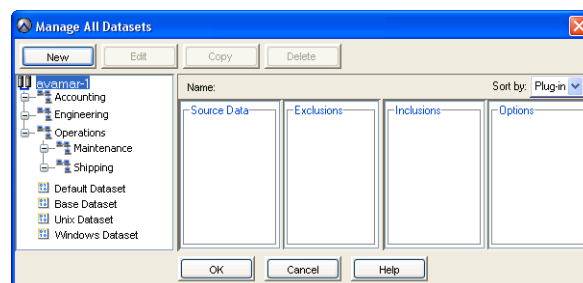 Manage All Datasets
New Edit Copy Delete
avamar-1
Accounting
Engineering
Operations
Maintenance
Shipping
Default Dataset
Base Dataset
Unix Dataset
Windows Dataset
Name: Sort by: Plug-in
Source Data Exclusions Inclusions Options
OK Cancel Help